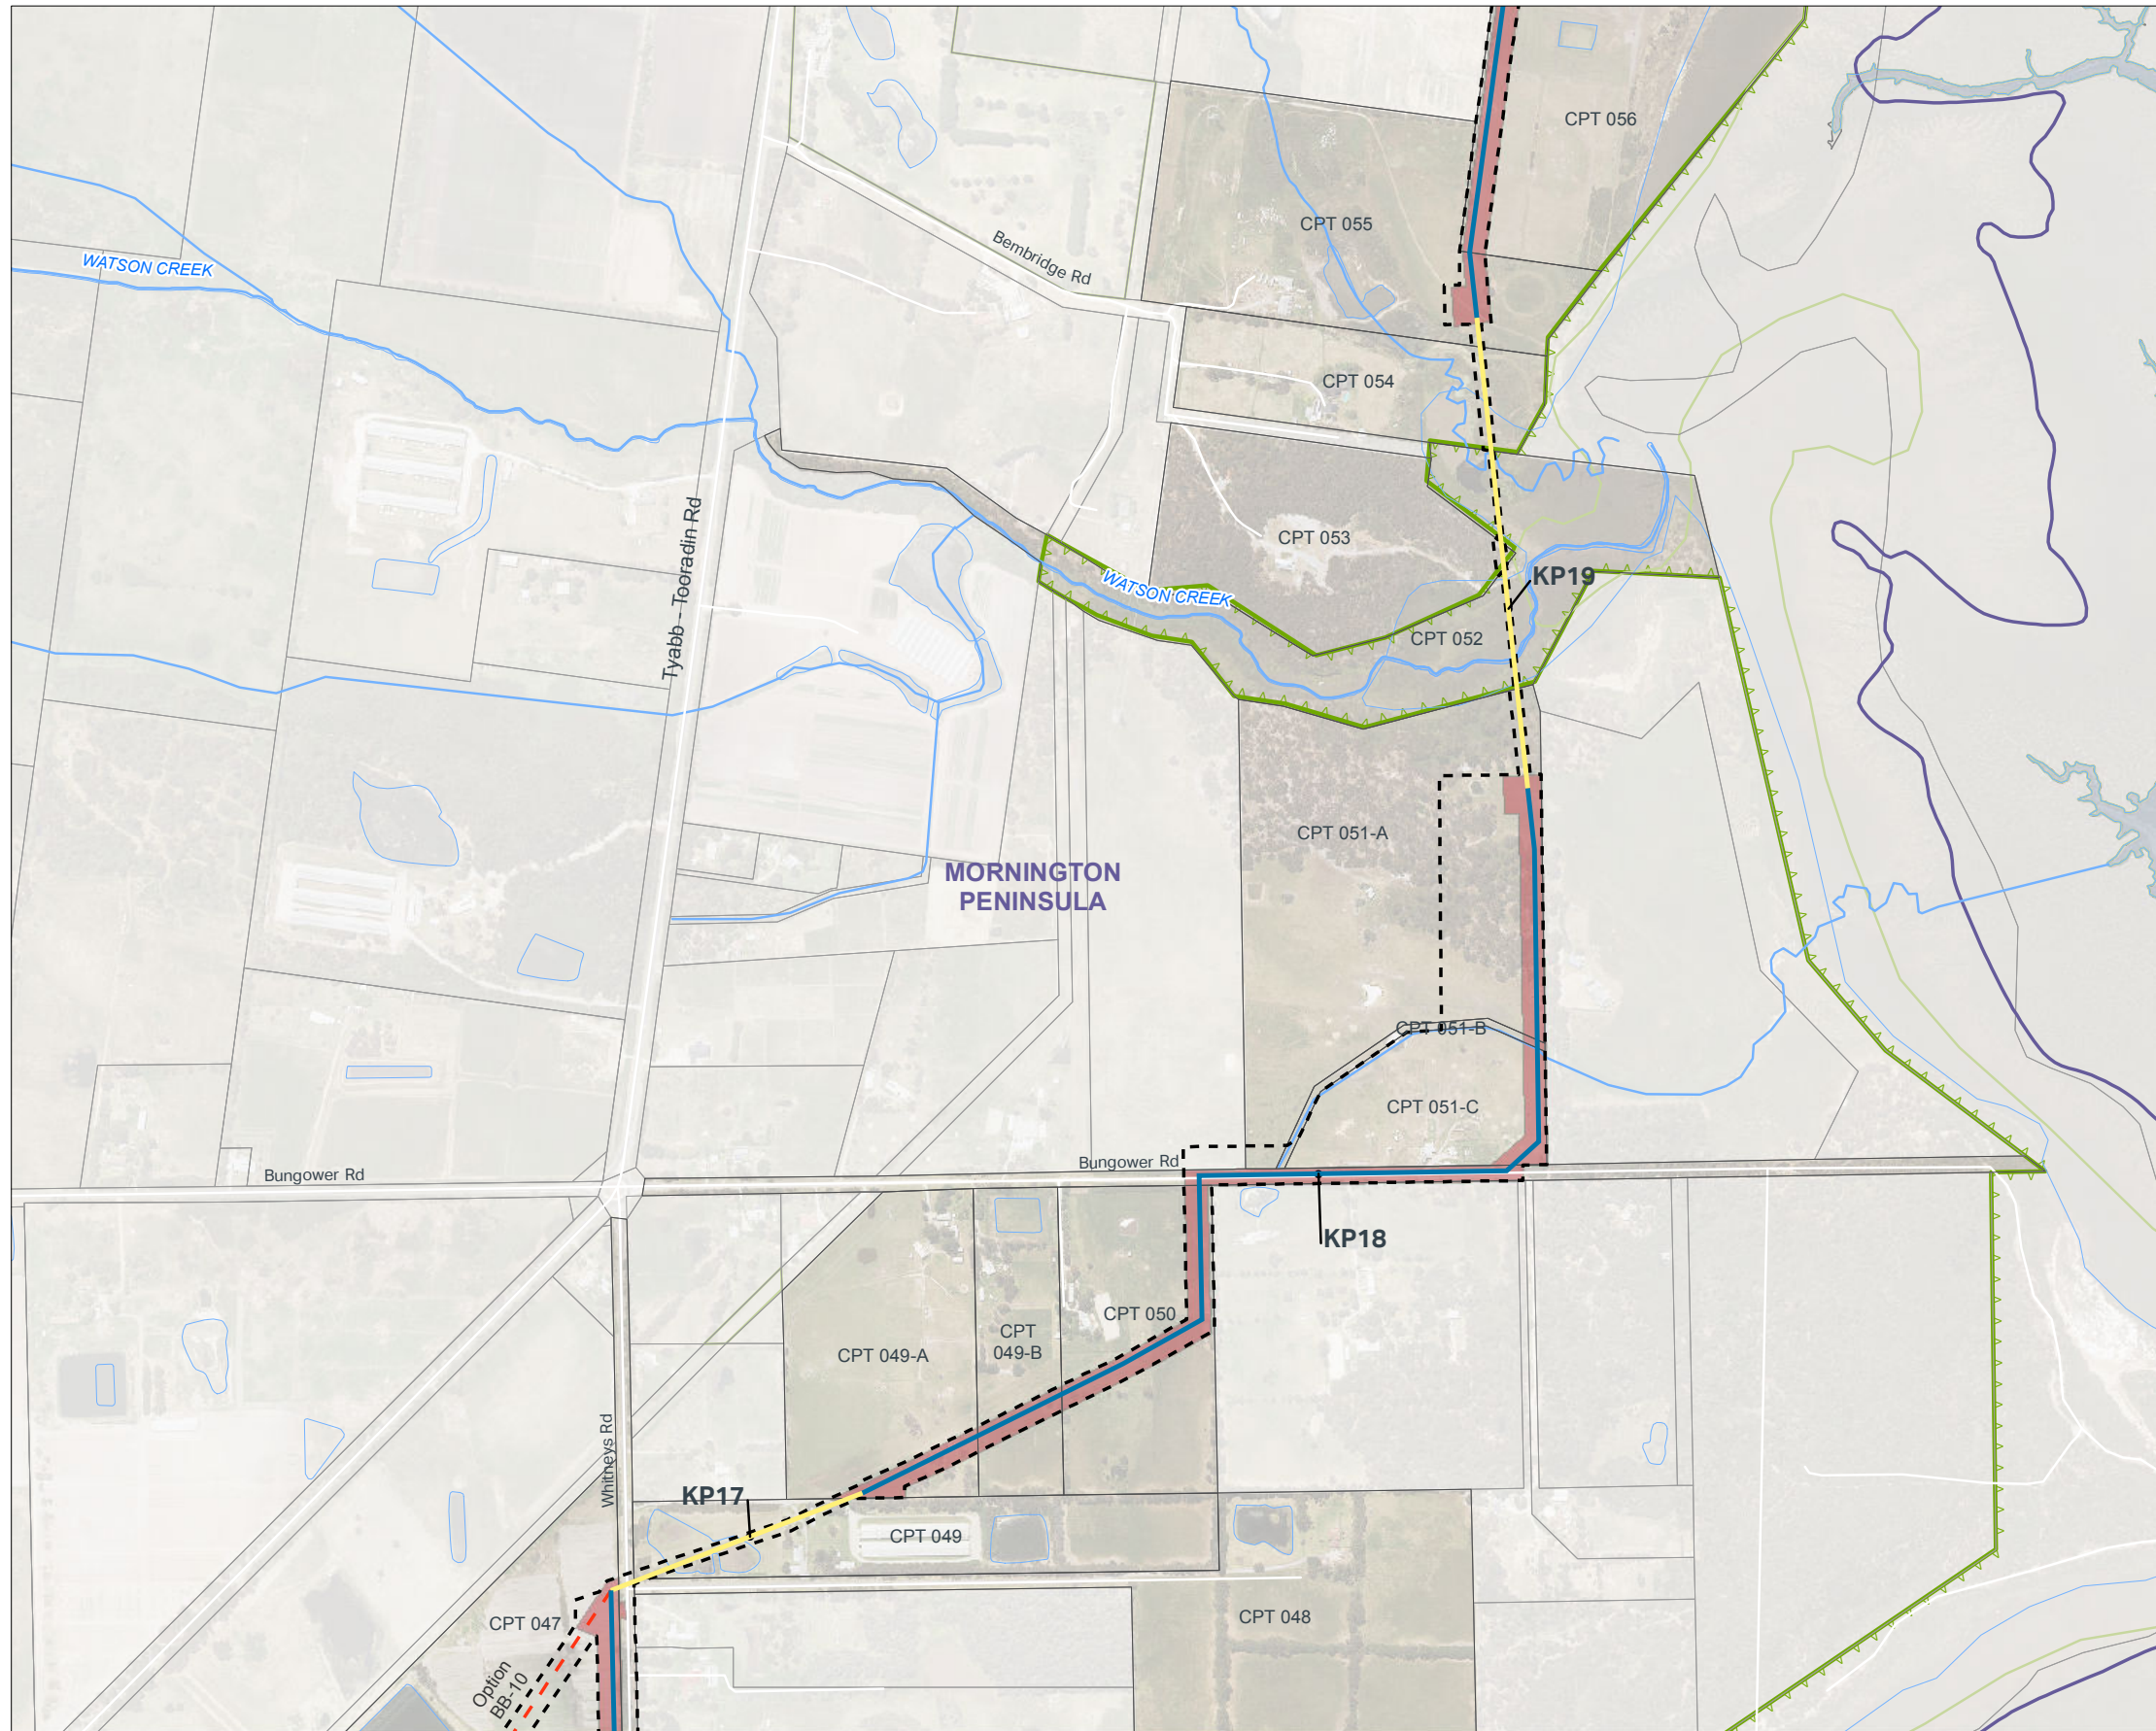 CPT 056
CPT 055
Bembridge Rd
WATSON CREEK
CPT 054
Tyabb - Tooradin Rd
CPT 053
KP19
WATSON CREEK
CPT 052
CPT 051-A
MORNINGTON
PENINSULA
CPT 051-B
CPT 051-C
Bungower Rd
Bungower Rd
KP18
CPT 050
CPT
049-B
CPT 049-A
Whitneys Rd
KP17
CPT 049
CPT 047
CPT 048
Option
BB-10